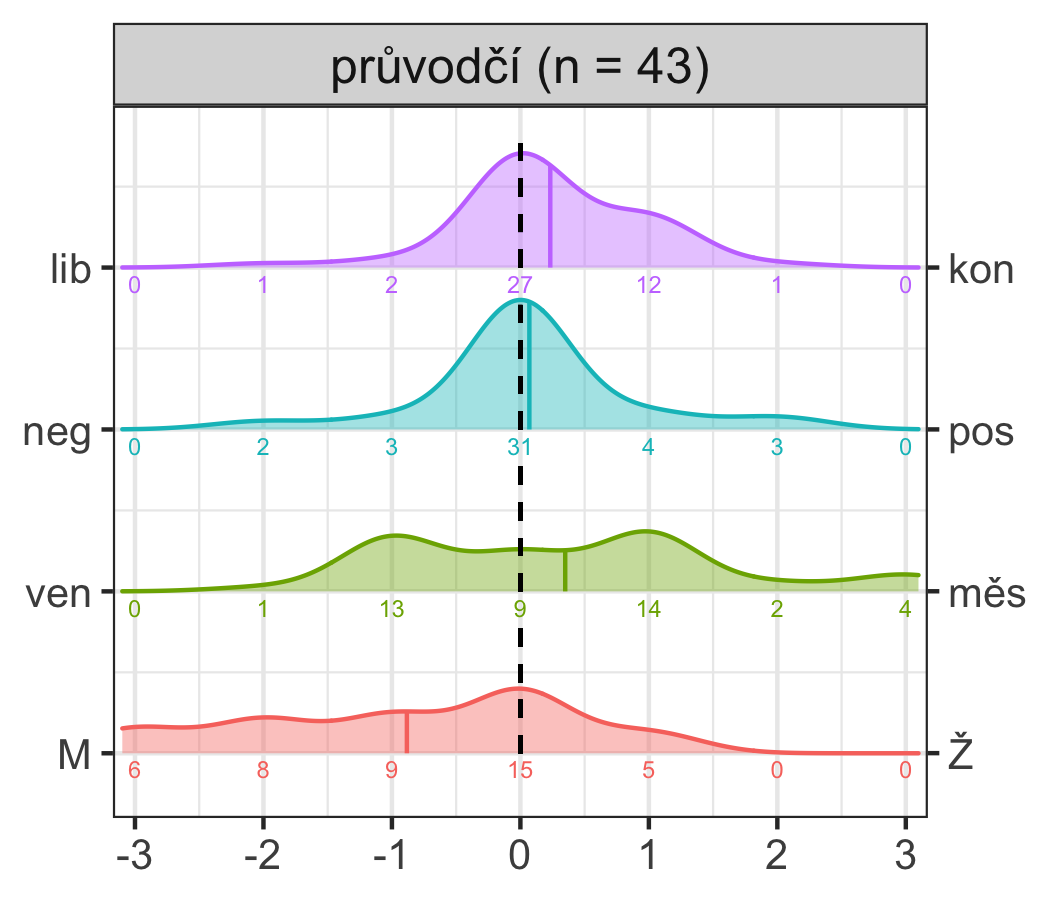 průvodčí (n = 43)
lib kon
0 1 2 27 12 1 0
neg pos
0 2 3 31 4 3 0
ven měs
0 1 13 9 14 2 4
M Ž
6 8 9 15 5 0 0
-3 -2 -1 0 1 2 3